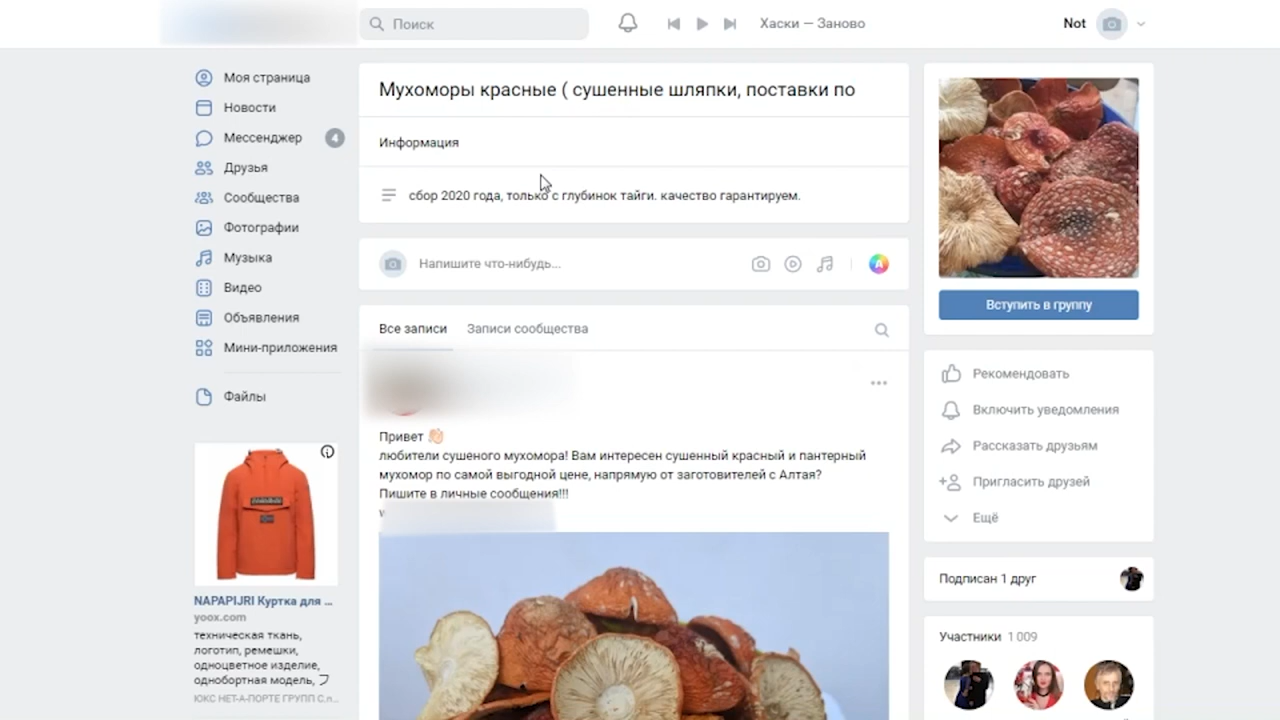 Поиск
Хаски — Заново
Not
Моя страница
Новости
Мессенджер 4
Друзья
Сообщества
Фотографии
Музыка
Видео
Объявления
Мини-приложения
Файлы
NAPAPIJRI Куртка для ...
yoox.com
техническая ткань,
логотип, ремешки,
одноцветное изделие,
однобортная модель,
ЮКС НЕТ-А-ПОРТЕ ГРУПП С.п...
Мухоморы красные ( сушенные шляпки, поставки по
Информация
сбор 2020 года, только с глубинок тайги. качество гарантируем.
Напишите что-нибудь...
Все записи Записи сообщества
Привет 👋🏻
любители сушеного мухомора! Вам интересен сушенный красный и пантерный
мухомор по самой выгодной цене, напрямую от заготовителей с Алтая?
Пишите в личные сообщения!!!
Вступить в группу
Рекомендовать
Включить уведомления
Рассказать друзьям
Пригласить друзей
Ещё
Подписан 1 друг
Участники 1 009